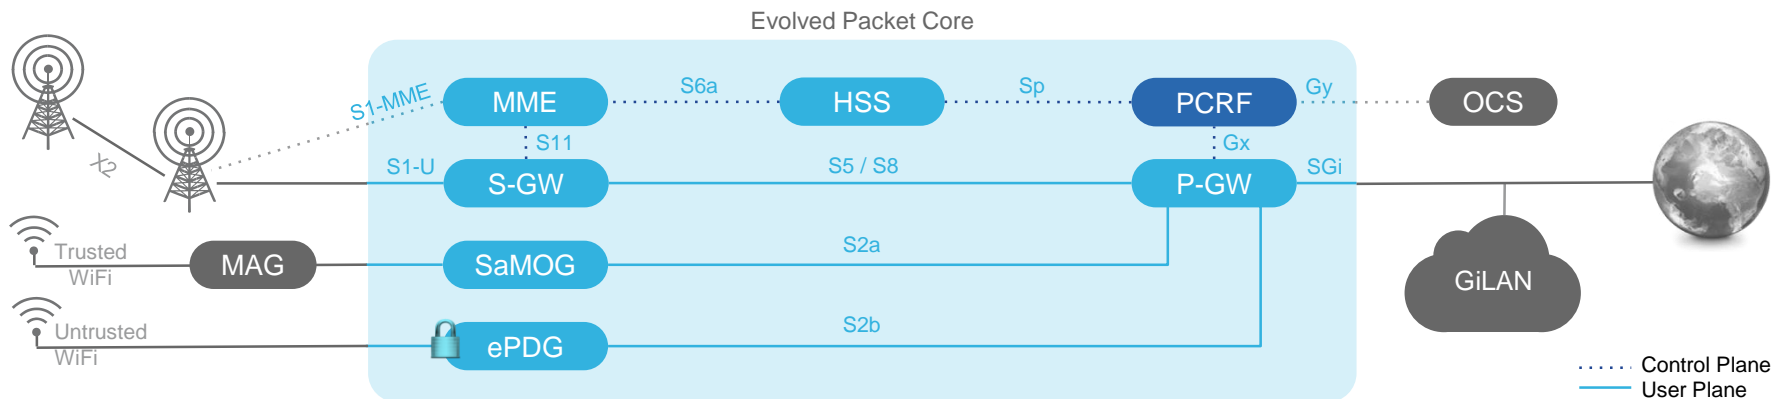 Evolved Packet Core
S1-MME
MME
S6a
HSS
Sp
PCRF
Gy
OCS
X2
S11
Gx
S1-U
S-GW
S5 / S8
P-GW
SGi
Trusted
WiFi
MAG
SaMOG
S2a
GiLAN
Untrusted
WiFi
ePDG
S2b
Control Plane
User Plane